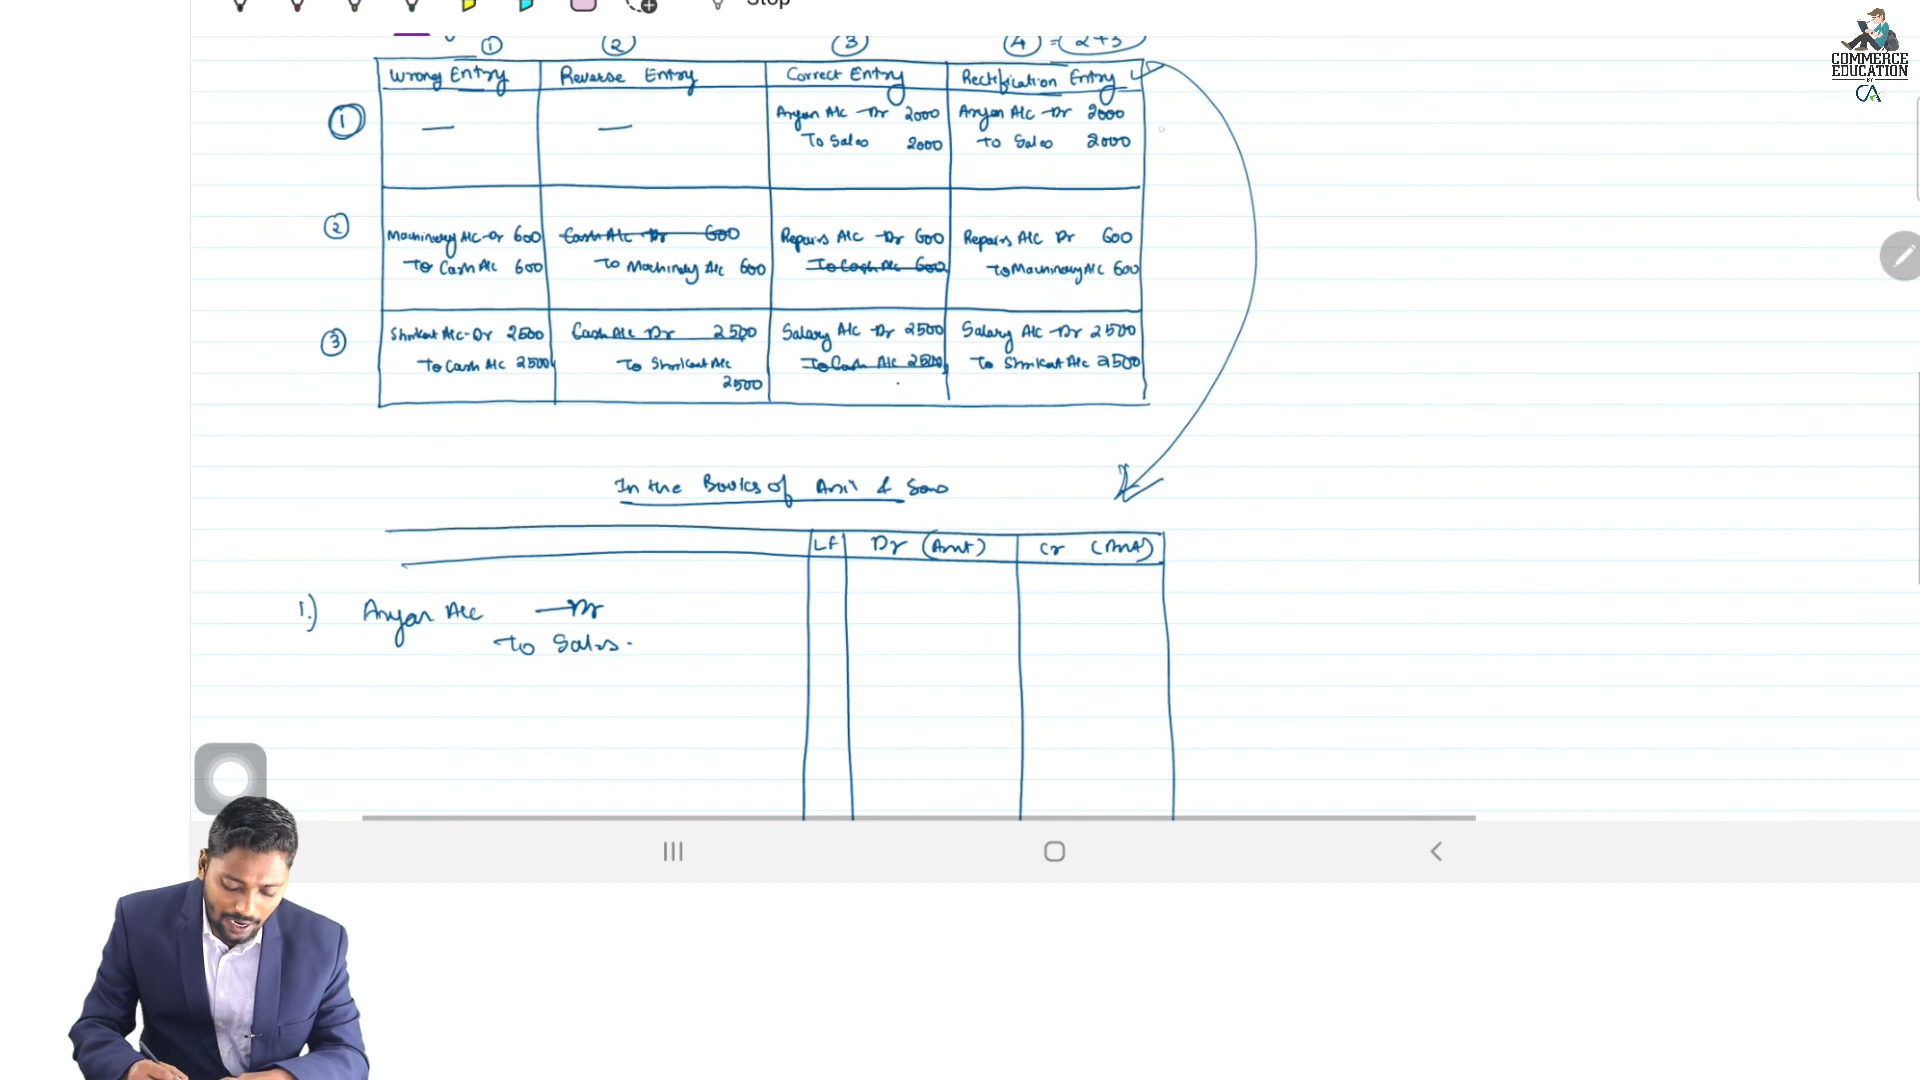 Stop
① ② ③ ④ = 2+3
Wrong Entry Reverse Entry Correct Entry Rectification Entry
① — — Aryan A/c Dr 2000 Aryan A/c Dr 2000
To Sales 2000 To Sales 2000
② Machinery A/c Dr 600 Cash A/c Dr 600 Repairs A/c Dr 600 Repairs A/c Dr 600
To Cash A/c 600 To Machinery A/c 600 To Cash A/c 600 To Machinery A/c 600
③ Shrikant A/c Dr 2500 Cash A/c Dr 2500 Salary A/c Dr 2500 Salary A/c Dr 2500
To Cash A/c 2500 To Shrikant A/c To Cash A/c 2500 To Shrikant A/c 2500
2500
In the Books of Anil & Sons
LF Dr (Amt) Cr (Amt)
1.) Aryan A/c Dr
To Sales.
COMMERCE
EDUCATION
BY
CA